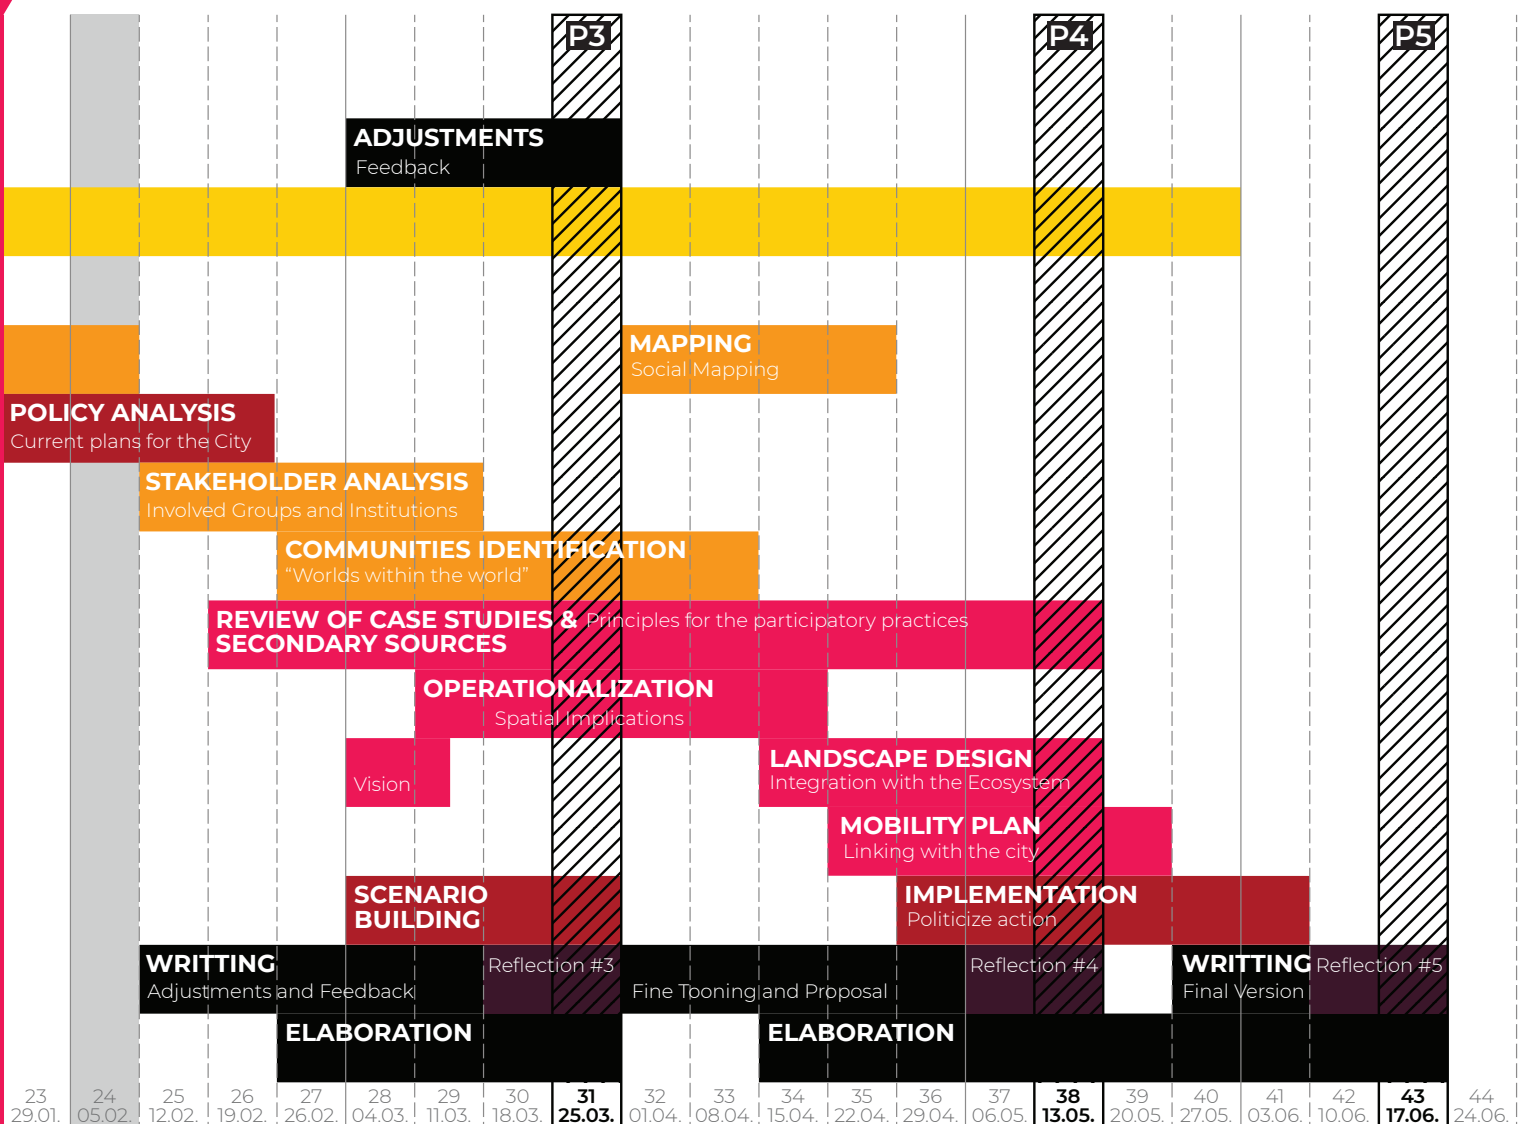 P3
P4
P5
ADJUSTMENTS
Feedback
MAPPING
Social Mapping
POLICY ANALYSIS
Current plans for the City
STAKEHOLDER ANALYSIS
Involved Groups and Institutions
COMMUNITIES IDENTIFICATION
“Worlds within the world”
REVIEW OF CASE STUDIES & Principles for the participatory practices
SECONDARY SOURCES
OPERATIONALIZATION
Spatial Implications
Vision
LANDSCAPE DESIGN
Integration with the Ecosystem
MOBILITY PLAN
Linking with the city
SCENARIO
BUILDING
IMPLEMENTATION
Politicize action
WRITTING
Adjustments and Feedback
Reflection #3
Fine Tooning and Proposal
Reflection #4
WRITTING
Final Version
Reflection #5
ELABORATION
ELABORATION
23 24 25 26 27 28 29 30 31 32 33 34 35 36 37 38 39 40 41 42 43 44
29.01. 05.02. 12.02. 19.02. 26.02. 04.03. 11.03. 18.03. 25.03. 01.04. 08.04. 15.04. 22.04. 29.04. 06.05. 13.05. 20.05. 27.05. 03.06. 10.06. 17.06. 24.06.